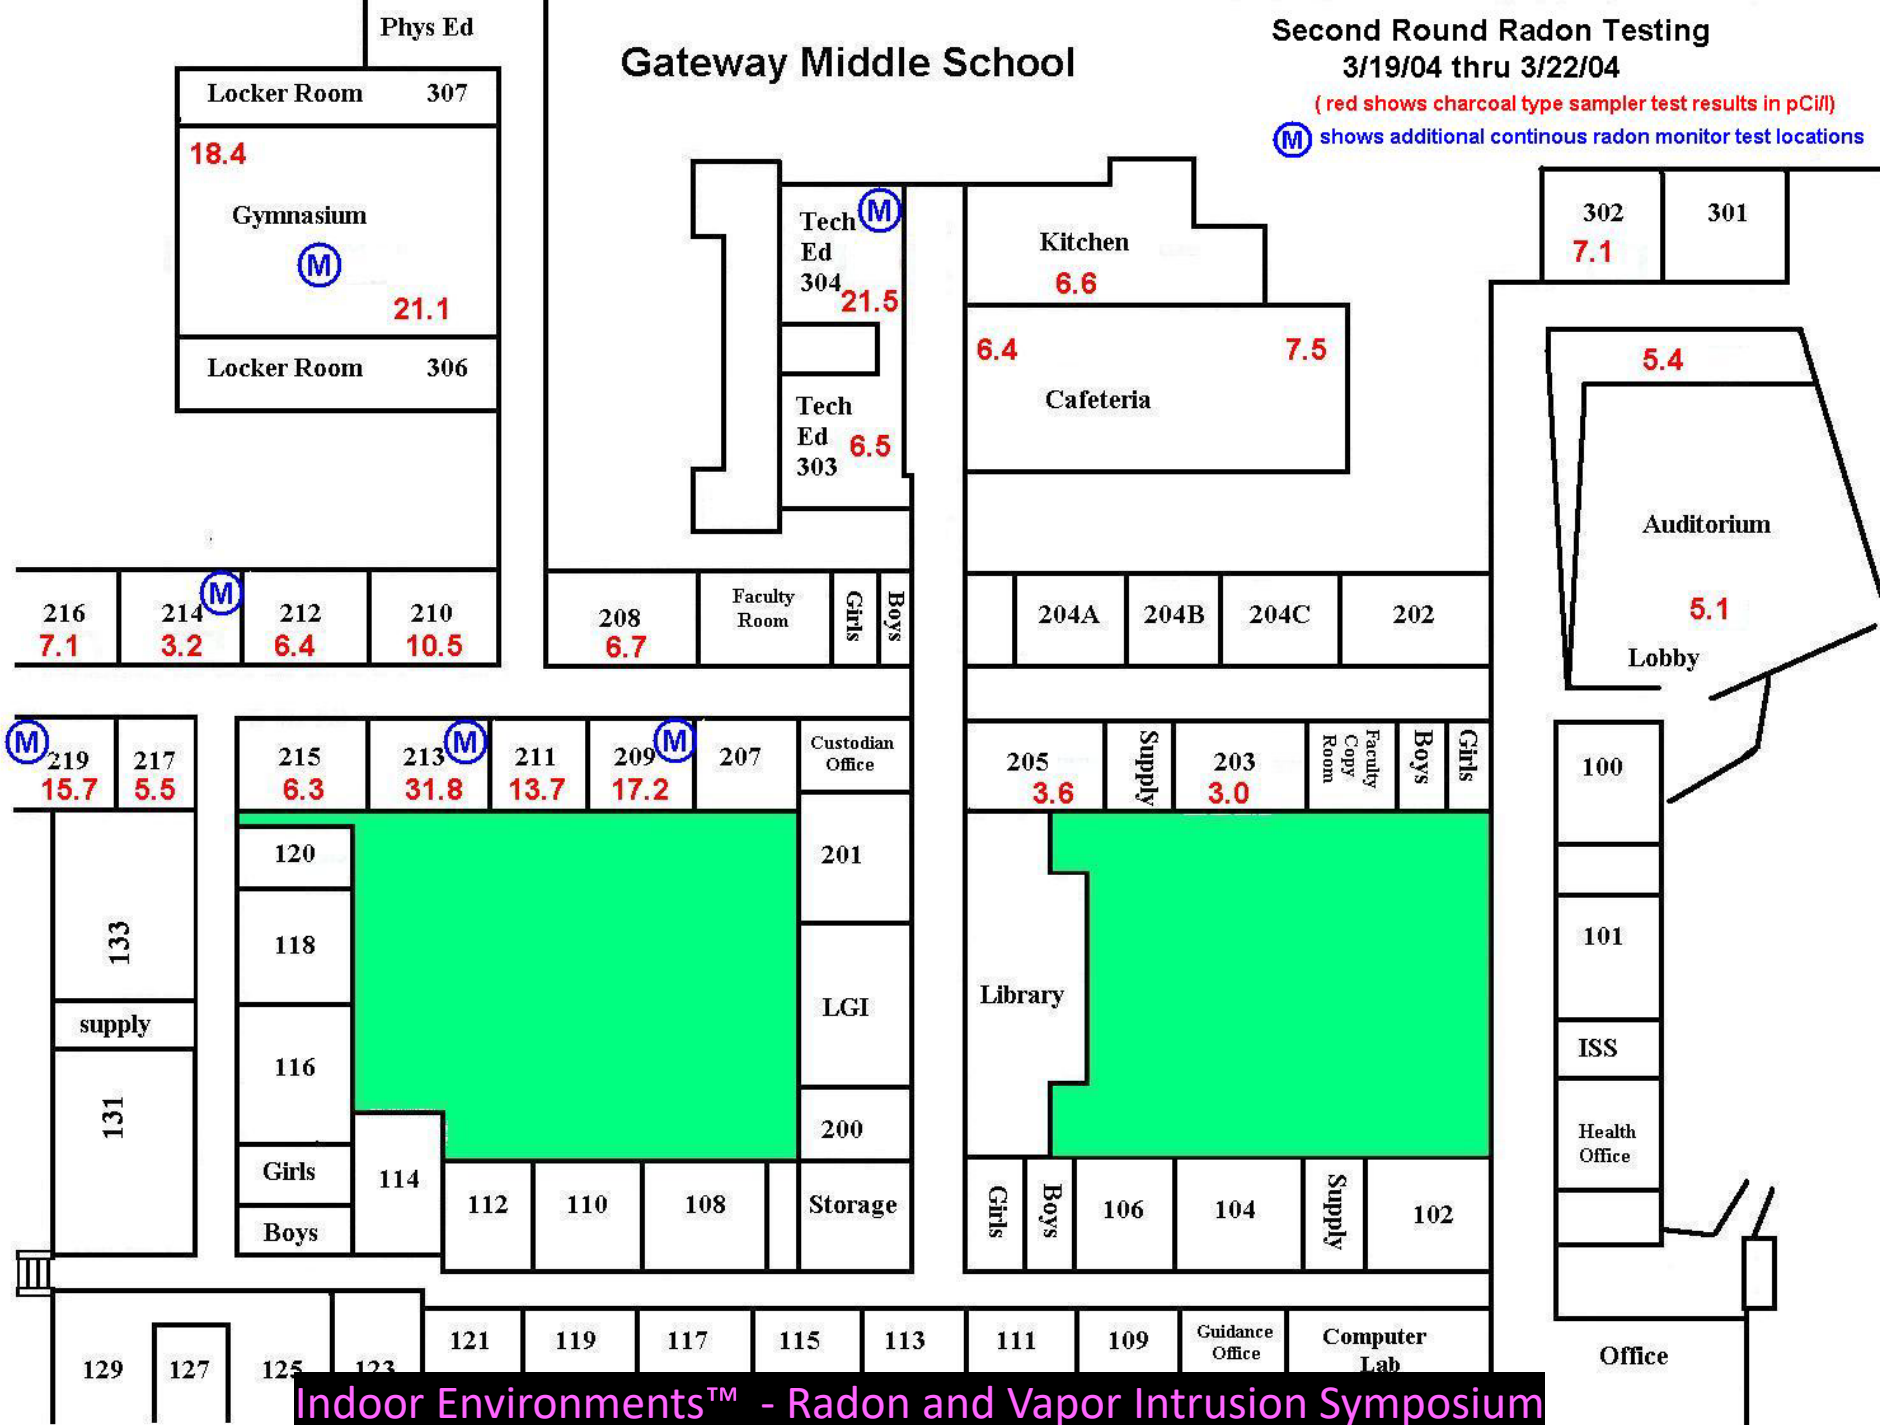 Phys Ed
Gateway Middle School
Second Round Radon Testing
3/19/04 thru 3/22/04
( red shows charcoal type sampler test results in pCi/l)
M shows additional continous radon monitor test locations
Locker Room 307
18.4
Gymnasium
M
21.1
Locker Room 306
Tech M
Ed
304
21.5
Tech
Ed
303
6.5
Kitchen
6.6
6.4 7.5
Cafeteria
302
7.1
301
5.4
Auditorium
5.1
Lobby
216
7.1
214 M
3.2
212
6.4
210
10.5
208
6.7
Faculty
Room
Girls
Boys
204A
204B
204C
202
M
219
15.7
217
5.5
215
6.3
213 M
31.8
211
13.7
209 M
17.2
207
Custodian
Office
205
3.6
Supply
203
3.0
Faculty
Copy
Room
Boys
Girls
100
133
supply
131
120
118
116
Girls
Boys
114
112
110
108
201
LGI
200
Storage
Library
Girls
Boys
106
104
Supply
102
101
ISS
Health
Office
129
127
125
123
121
119
117
115
113
111
109
Guidance
Office
Computer
Lab
Office
Indoor Environments™ - Radon and Vapor Intrusion Symposium